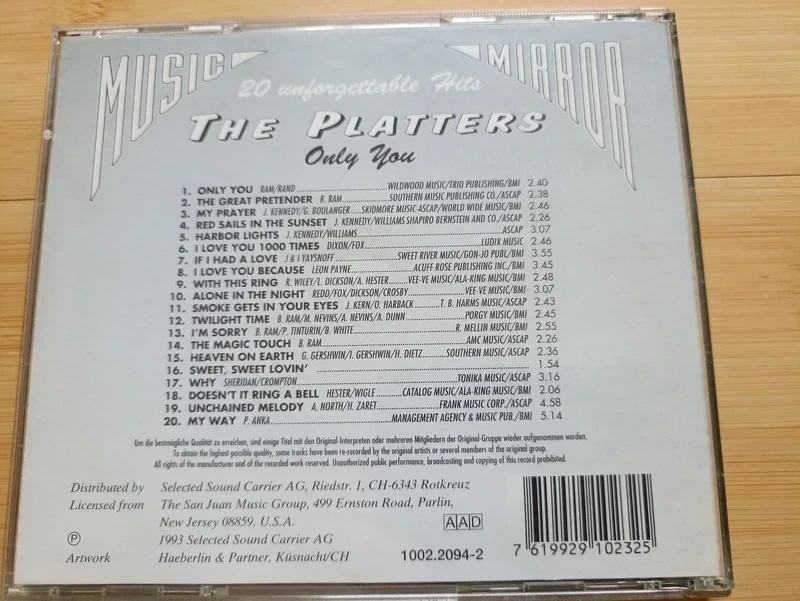 MUSIC MIRROR
20 unforgettable Hits
THE PLATTERS
Only You
1. ONLY YOU RAM/RAND WILDWOOD MUSIC/TRIO PUBLISHING/BMI 2.40
2. THE GREAT PRETENDER B. RAM SOUTHERN MUSIC PUBLISHING CO./ASCAP 2.38
3. MY PRAYER J. KENNEDY/G. BOULANGER SKIDMORE MUSIC-ASCAP/WORLD WIDE MUSIC/BMI 2.46
4. RED SAILS IN THE SUNSET J. KENNEDY/WILLIAMS SHAPIRO BERNSTEIN AND CO./ASCAP 2.26
5. HARBOR LIGHTS J. KENNEDY/WILLIAMS ASCAP 3.07
6. I LOVE YOU 1000 TIMES DIXON/FOX LUDIX MUSIC 2.46
7. IF I HAD A LOVE J & I YAYSNOFF SWEET RIVER MUSIC/GON-JO PUBL/BMI 3.55
8. I LOVE YOU BECAUSE LEON PAYNE ACUFF ROSE PUBLISHING INC./BMI 3.45
9. WITH THIS RING R. WILEY/L. DICKSON/A. HESTER VEE-VE MUSIC/ALA-KING MUSIC/BMI 2.48
10. ALONE IN THE NIGHT REDD/FOX/DICKSON/CROSBY VEE-VE MUSIC/BMI 3.07
11. SMOKE GETS IN YOUR EYES J. KERN/O. HARBACK T. B. HARMS MUSIC/ASCAP 2.43
12. TWILIGHT TIME B. RAM/M. NEVINS/A. NEVINS/A. DUNN PORGY MUSIC/BMI 2.45
13. I'M SORRY B. RAM/P. TINTURIN/B. WHITE R. MELLIN MUSIC/BMI 2.55
14. THE MAGIC TOUCH B. RAM AMC MUSIC/ASCAP 2.26
15. HEAVEN ON EARTH G. GERSHWIN/I. GERSHWIN/H. DIETZ SOUTHERN MUSIC/ASCAP 2.36
16. SWEET, SWEET LOVIN' 1.54
17. WHY SHERIDAN/CROMPTON TONIKA MUSIC/ASCAP 3.16
18. DOESN'T IT RING A BELL HESTER/WIGLE CATALOG MUSIC/ALA-KING MUSIC/BMI 2.06
19. UNCHAINED MELODY A. NORTH/H. ZARET FRANK MUSIC CORP./ASCAP 4.58
20. MY WAY P. ANKA MANAGEMENT AGENCY & MUSIC PUB./BMI 5.14
Um die bestmögliche Qualität zu erreichen, sind einige Titel mit den Original-Interpreten oder mehreren Mitgliedern der Original-Gruppe wieder aufgenommen worden.
To obtain the highest possible quality, some tracks have been re-recorded by the original artists or several members of the original group.
All rights of the manufacturer and of the recorded work reserved. Unauthorized public performance, broadcasting and copying of this record prohibited.
Distributed by Selected Sound Carrier AG, Riedstr. 1, CH-6343 Rotkreuz
Licensed from The San Juan Music Group, 499 Ernston Road, Parlin,
New Jersey 08859, U.S.A.
AAD
℗ 1993 Selected Sound Carrier AG
Artwork Haeberlin & Partner, Küsnacht/CH
1002.2094-2
7 619929 102325